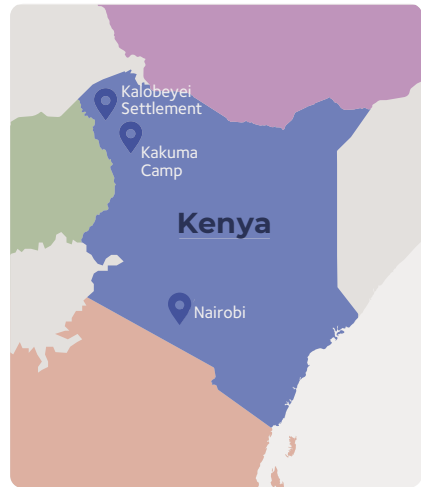 Kalobeyei
Settlement
Kakuma
Camp
Kenya
Nairobi